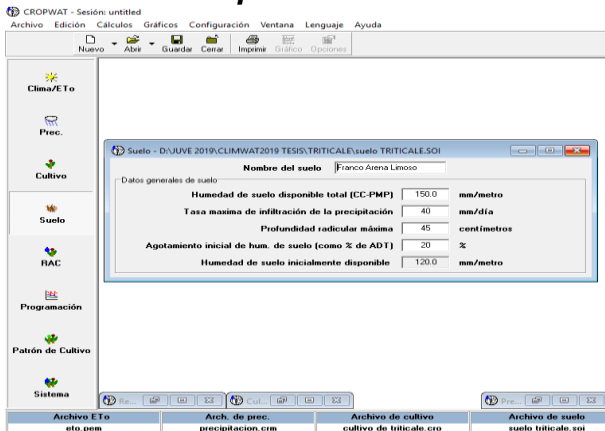 CROPWAT - Sesión: untitled
Archivo Edición Cálculos Gráficos Configuración Ventana Lenguaje Ayuda
Nuevo Abrir Guardar Cerrar Imprimir Gráfico Opciones
Clima/ETo
Prec.
Cultivo
Suelo
RAC
Programación
Patrón de Cultivo
Sistema
Suelo - D:\JUVE 2019\CLIMWAT2019 TESIS\TRITICALE\suelo TRITICALE.SOI
Nombre del suelo Franco Arena Limoso
Datos generales de suelo
Humedad de suelo disponible total (CC-PMP) 150.0 mm/metro
Tasa maxima de infiltración de la precipitación 40 mm/día
Profundidad radicular máxima 45 centímetros
Agotamiento inicial de hum. de suelo (como % de ADT) 20 %
Humedad de suelo inicialmente disponible 120.0 mm/metro
Re... Cul... Pre...
Archivo ETo Arch. de prec. Archivo de cultivo Archivo de suelo
eto.pem precipitacion.crm cultivo de triticale.cro suelo triticale.soi